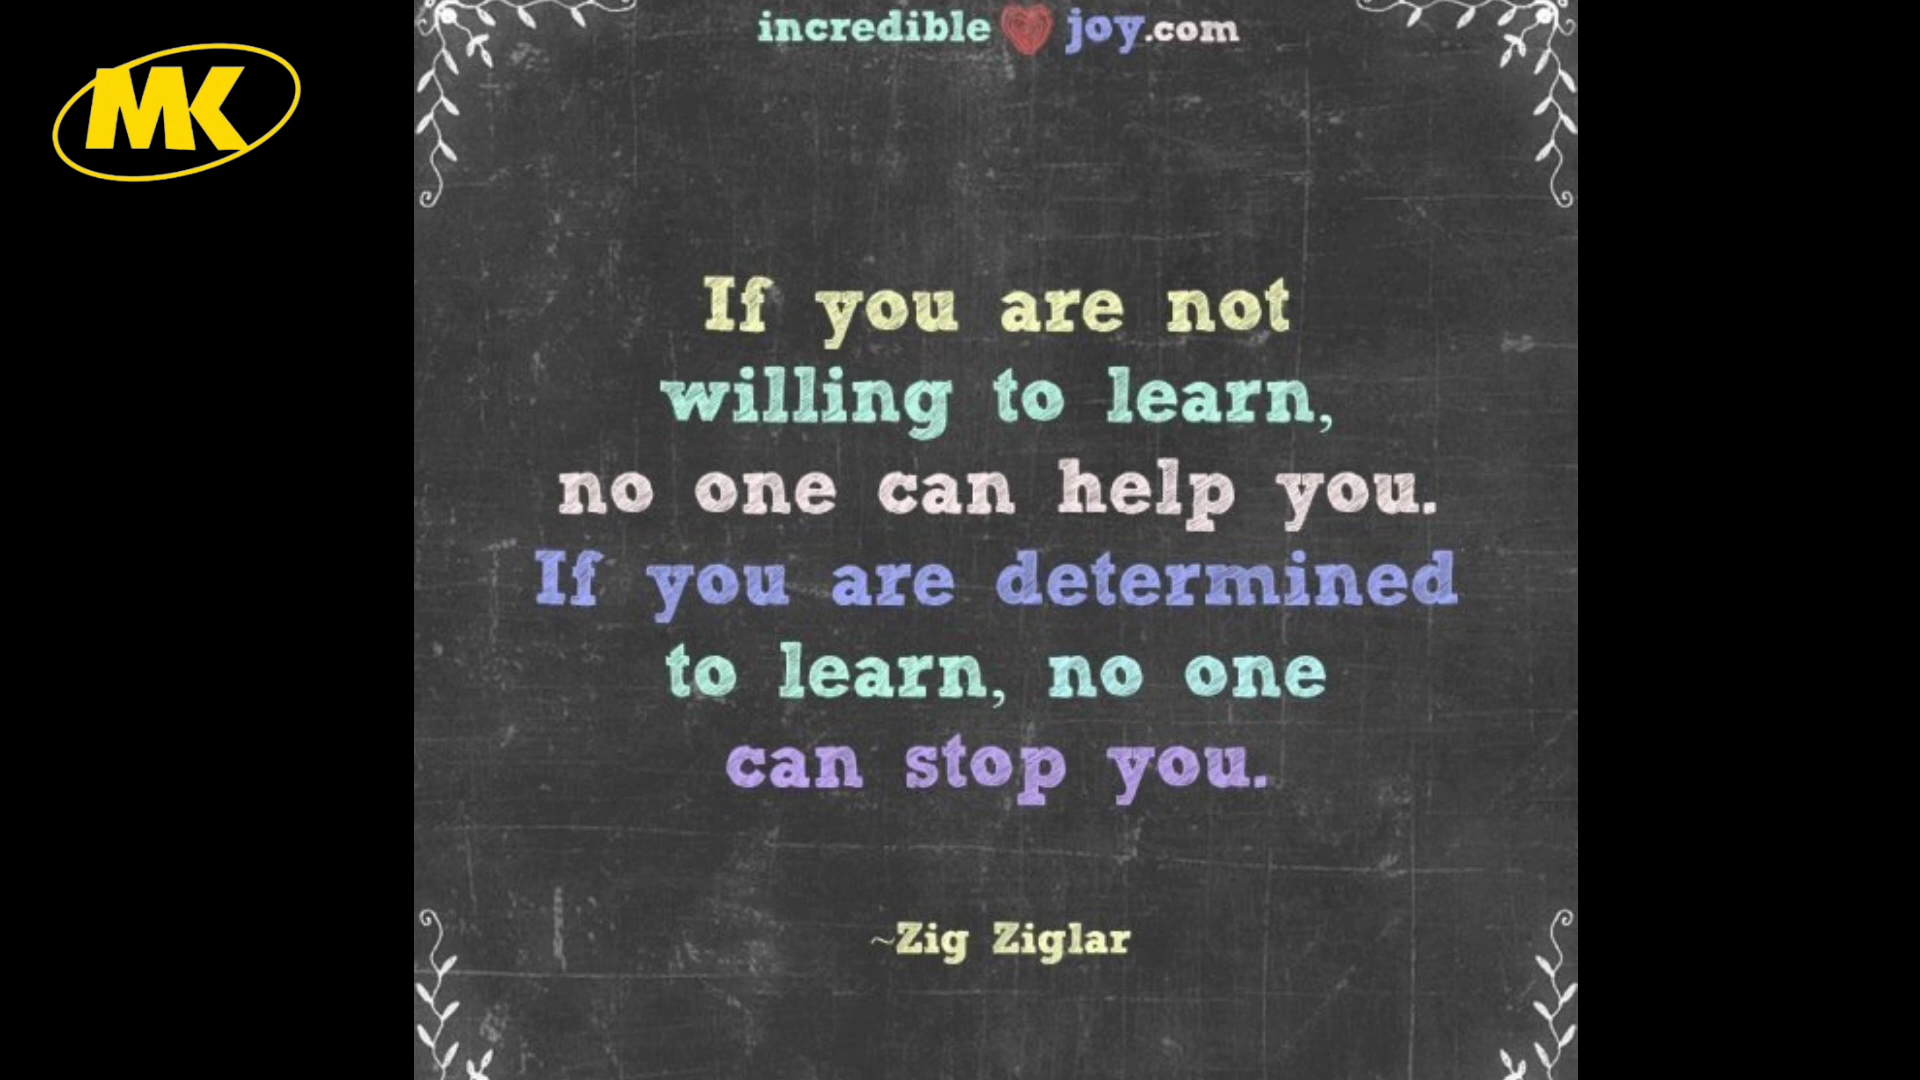 MK
incredible joy.com
If you are not
willing to learn,
no one can help you.
If you are determined
to learn, no one
can stop you.
~Zig Ziglar